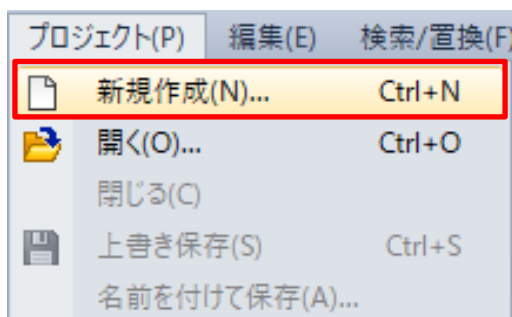 プロジェクト(P) 編集(E) 検索/置換(F)
新規作成(N)... Ctrl+N
開く(O)... Ctrl+O
閉じる(C)
上書き保存(S) Ctrl+S
名前を付けて保存(A)...